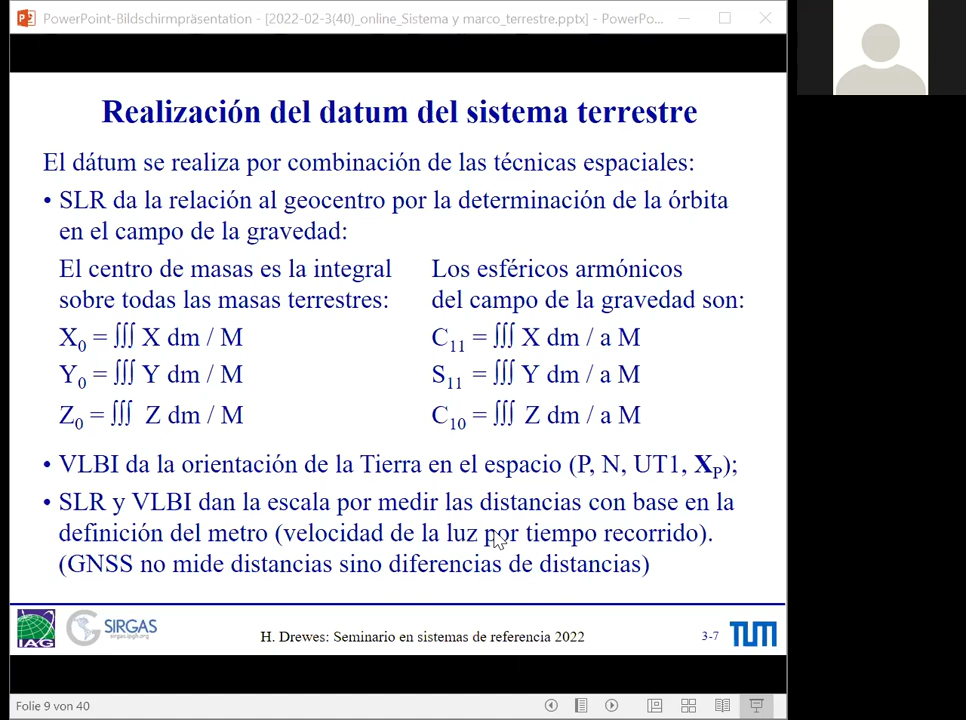 PowerPoint-Bildschirmpräsentation - [2022-02-3(40)_online_Sistema y marco_terrestre.pptx] - PowerPo...
Realización del datum del sistema terrestre
El dátum se realiza por combinación de las técnicas espaciales:
• SLR da la relación al geocentro por la determinación de la órbita
en el campo de la gravedad:
El centro de masas es la integral
sobre todas las masas terrestres:
X₀ = ∭ X dm / M
Y₀ = ∭ Y dm / M
Z₀ = ∭ Z dm / M
Los esféricos armónicos
del campo de la gravedad son:
C₁₁ = ∭ X dm / a M
S₁₁ = ∭ Y dm / a M
C₁₀ = ∭ Z dm / a M
• VLBI da la orientación de la Tierra en el espacio (P, N, UT1, X_P);
• SLR y VLBI dan la escala por medir las distancias con base en la
definición del metro (velocidad de la luz por tiempo recorrido).
(GNSS no mide distancias sino diferencias de distancias)
IAG
SIRGAS
sirgas.ipgh.org
H. Drewes: Seminario en sistemas de referencia 2022
3-7
TUM
Folie 9 von 40